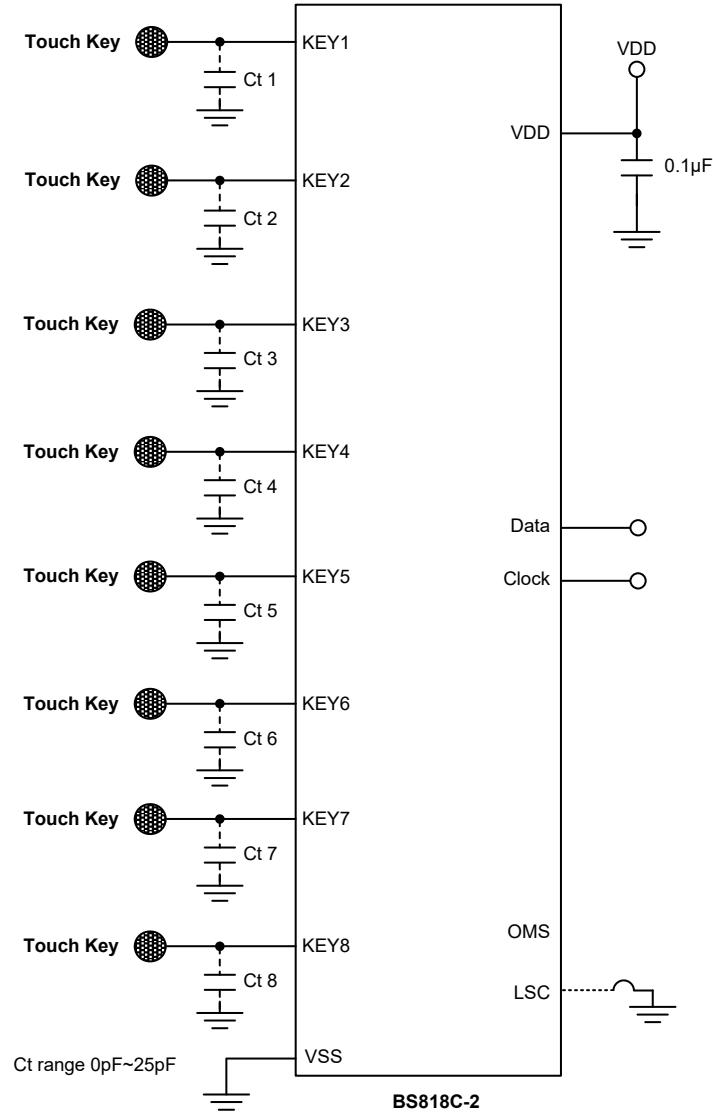 Touch Key
KEY1
Ct 1
Touch Key
KEY2
Ct 2
Touch Key
KEY3
Ct 3
Touch Key
KEY4
Ct 4
Touch Key
KEY5
Ct 5
Touch Key
KEY6
Ct 6
Touch Key
KEY7
Ct 7
Touch Key
KEY8
Ct 8
Ct range 0pF~25pF
VSS
VDD
VDD
0.1μF
Data
Clock
OMS
LSC
BS818C-2